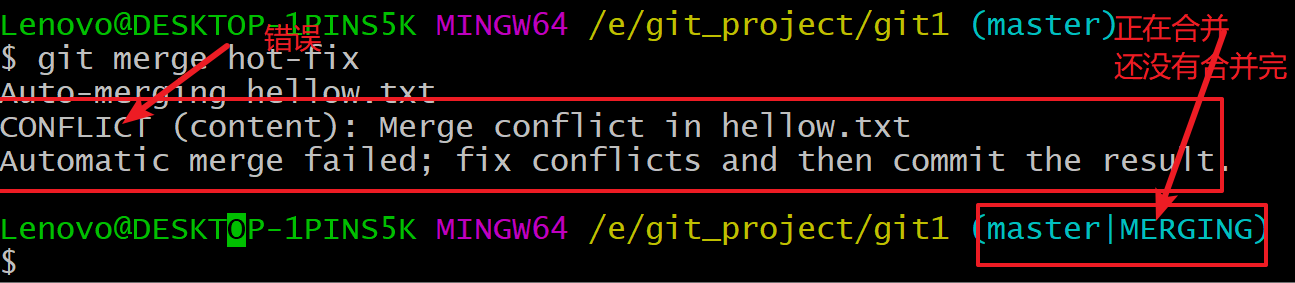 Lenovo@DESKTOP-1PINS5K MINGW64 /e/git_project/git1 (master)
正在合并
错误
$ git merge hot-fix
还没有合并完
Auto-merging hellow.txt
CONFLICT (content): Merge conflict in hellow.txt
Automatic merge failed; fix conflicts and then commit the result.
Lenovo@DESKTOP-1PINS5K MINGW64 /e/git_project/git1 (master|MERGING)
$